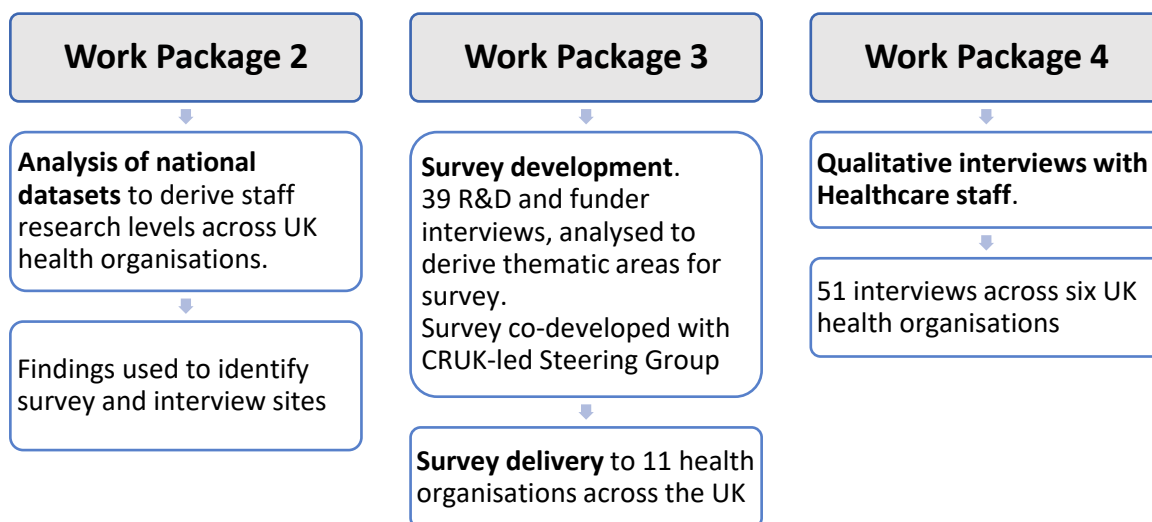 Work Package 2
Analysis of national
datasets to derive staff
research levels across UK
health organisations.
Findings used to identify
survey and interview sites
Work Package 3
Survey development.
39 R&D and funder
interviews, analysed to
derive thematic areas for
survey.
Survey co-developed with
CRUK-led Steering Group
Survey delivery to 11 health
organisations across the UK
Work Package 4
Qualitative interviews with
Healthcare staff.
51 interviews across six UK
health organisations